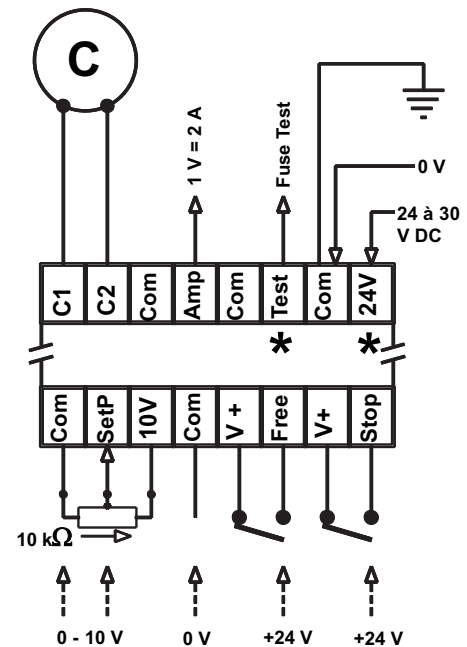 C
1 V = 2 A
Fuse Test
0 V
24 à 30
V DC
C1 C2 Com Amp Com Test Com 24V
* *
Com SetP 10V Com V + Free V+ Stop
10 kΩ
0 - 10 V 0 V +24 V +24 V